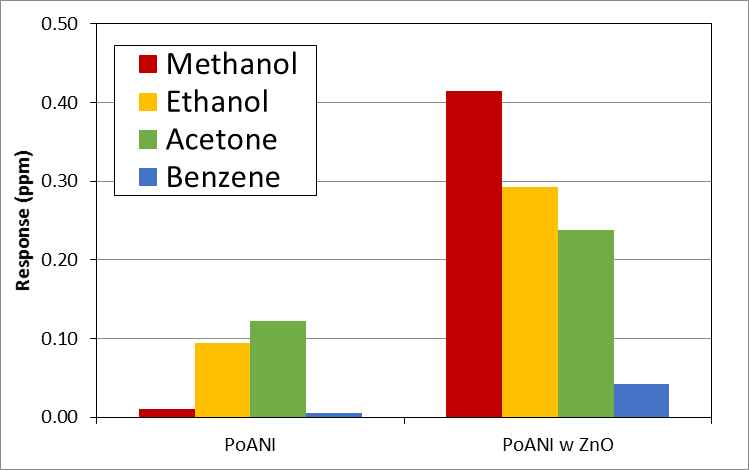 0.50
0.40
0.30
0.20
0.10
0.00
Response (ppm)
Methanol
Ethanol
Acetone
Benzene
PoANI
PoANI w ZnO